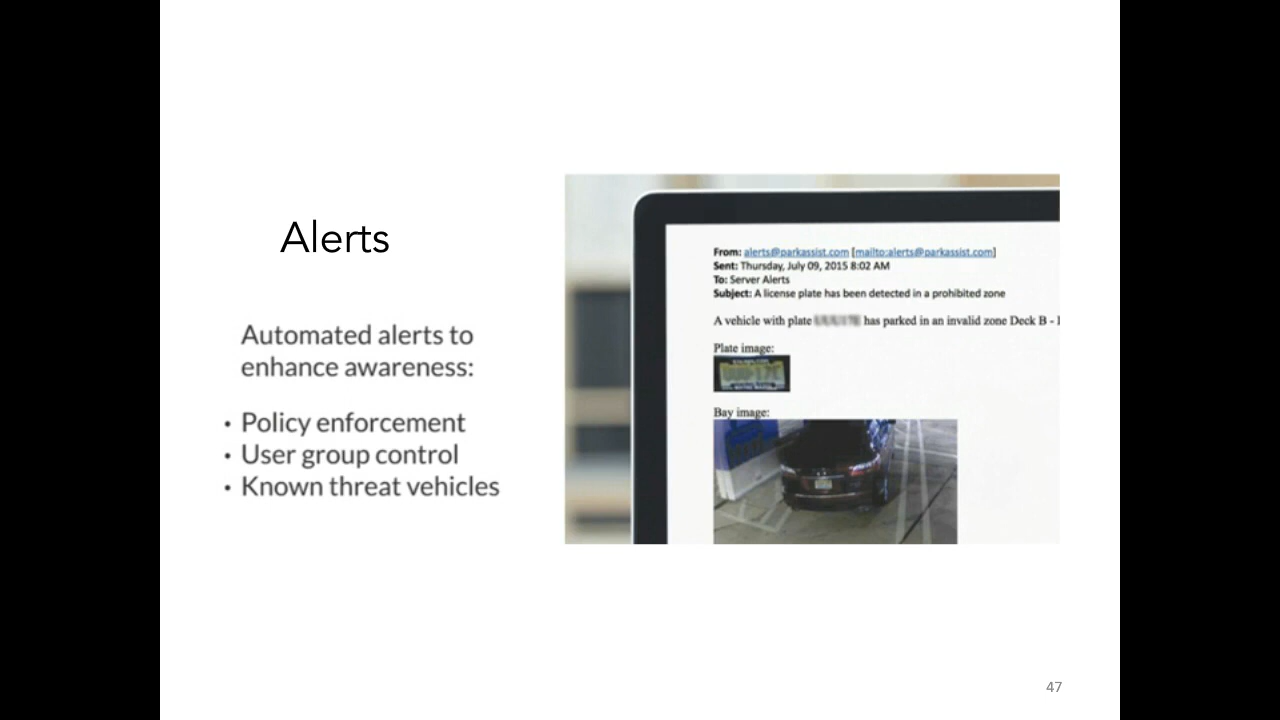 Alerts
Automated alerts to
enhance awareness:
• Policy enforcement
• User group control
• Known threat vehicles
From: alerts@parkassist.com [mailto:alerts@parkassist.com]
Sent: Thursday, July 09, 2015 8:02 AM
To: Server Alerts
Subject: A license plate has been detected in a prohibited zone
A vehicle with plate has parked in an invalid zone Deck B -
Plate image:
Bay image:
47